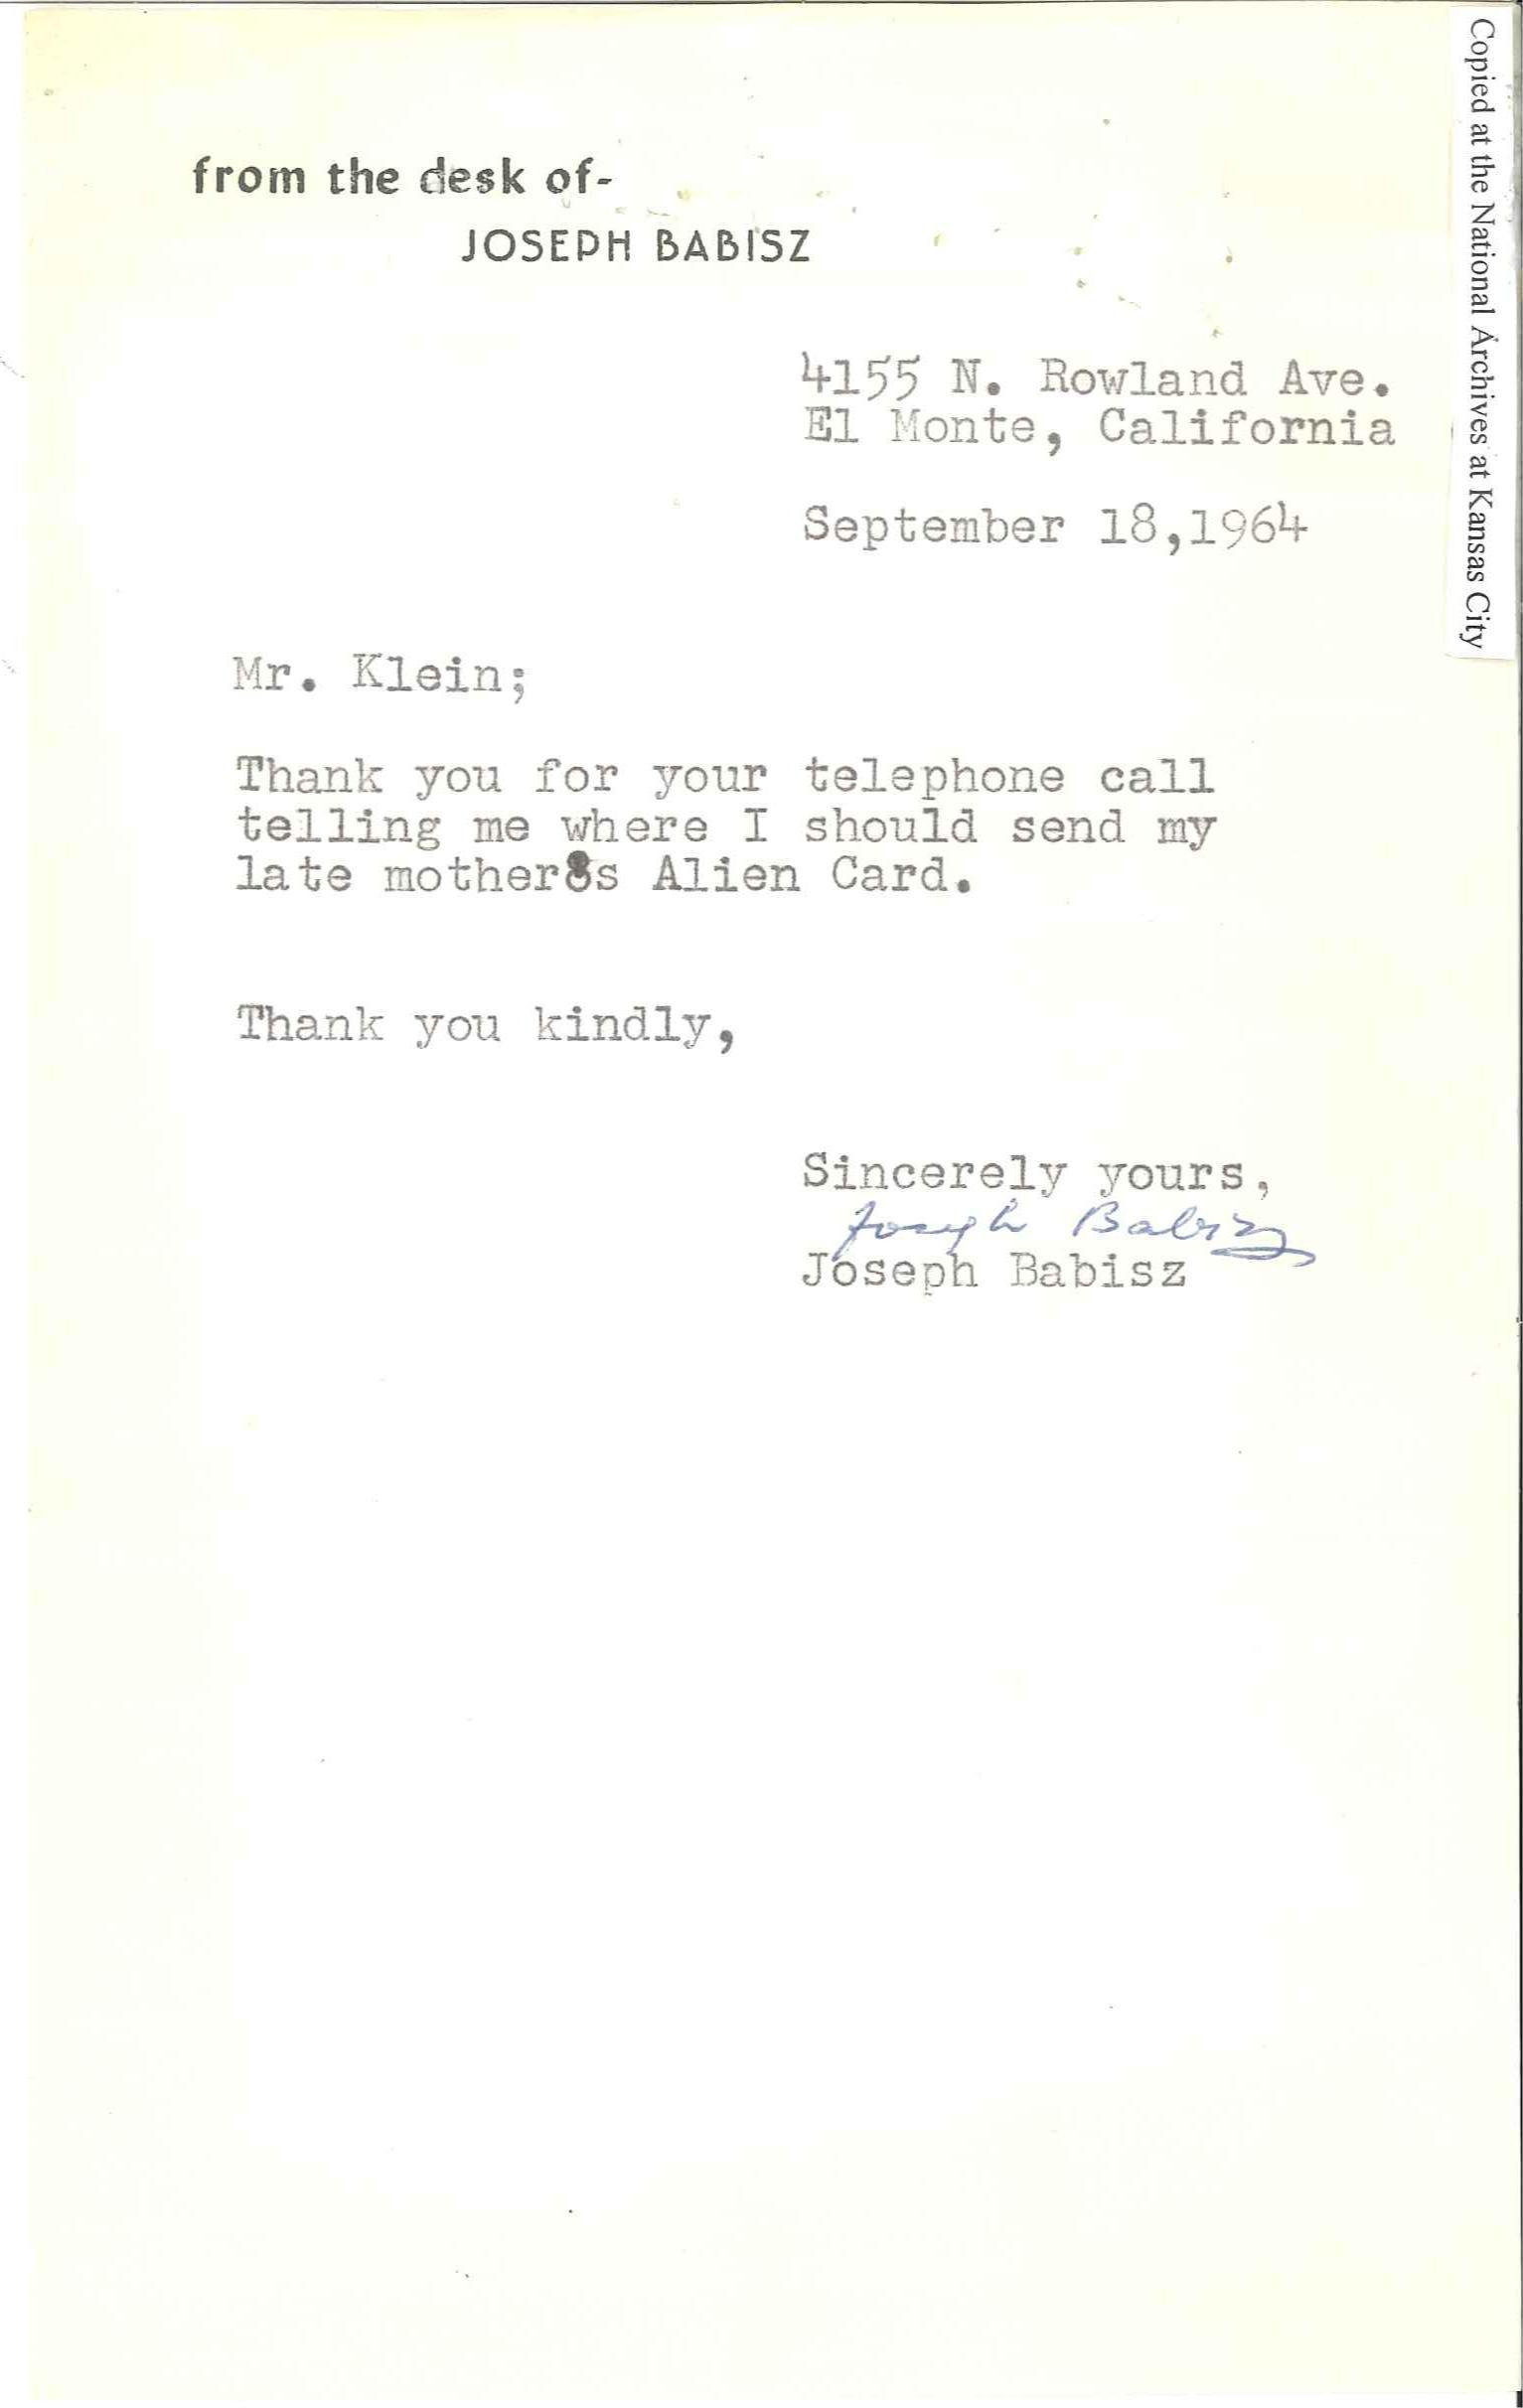 from the desk of-
JOSEPH BABISZ
4155 N. Rowland Ave.
El Monte, California
September 18,1964
Mr. Klein;
Thank you for your telephone call
telling me where I should send my
late mother8s Alien Card.
Thank you kindly,
Sincerely yours,
Joseph Babisz
Joseph Babisz
Copied at the National Archives at Kansas City